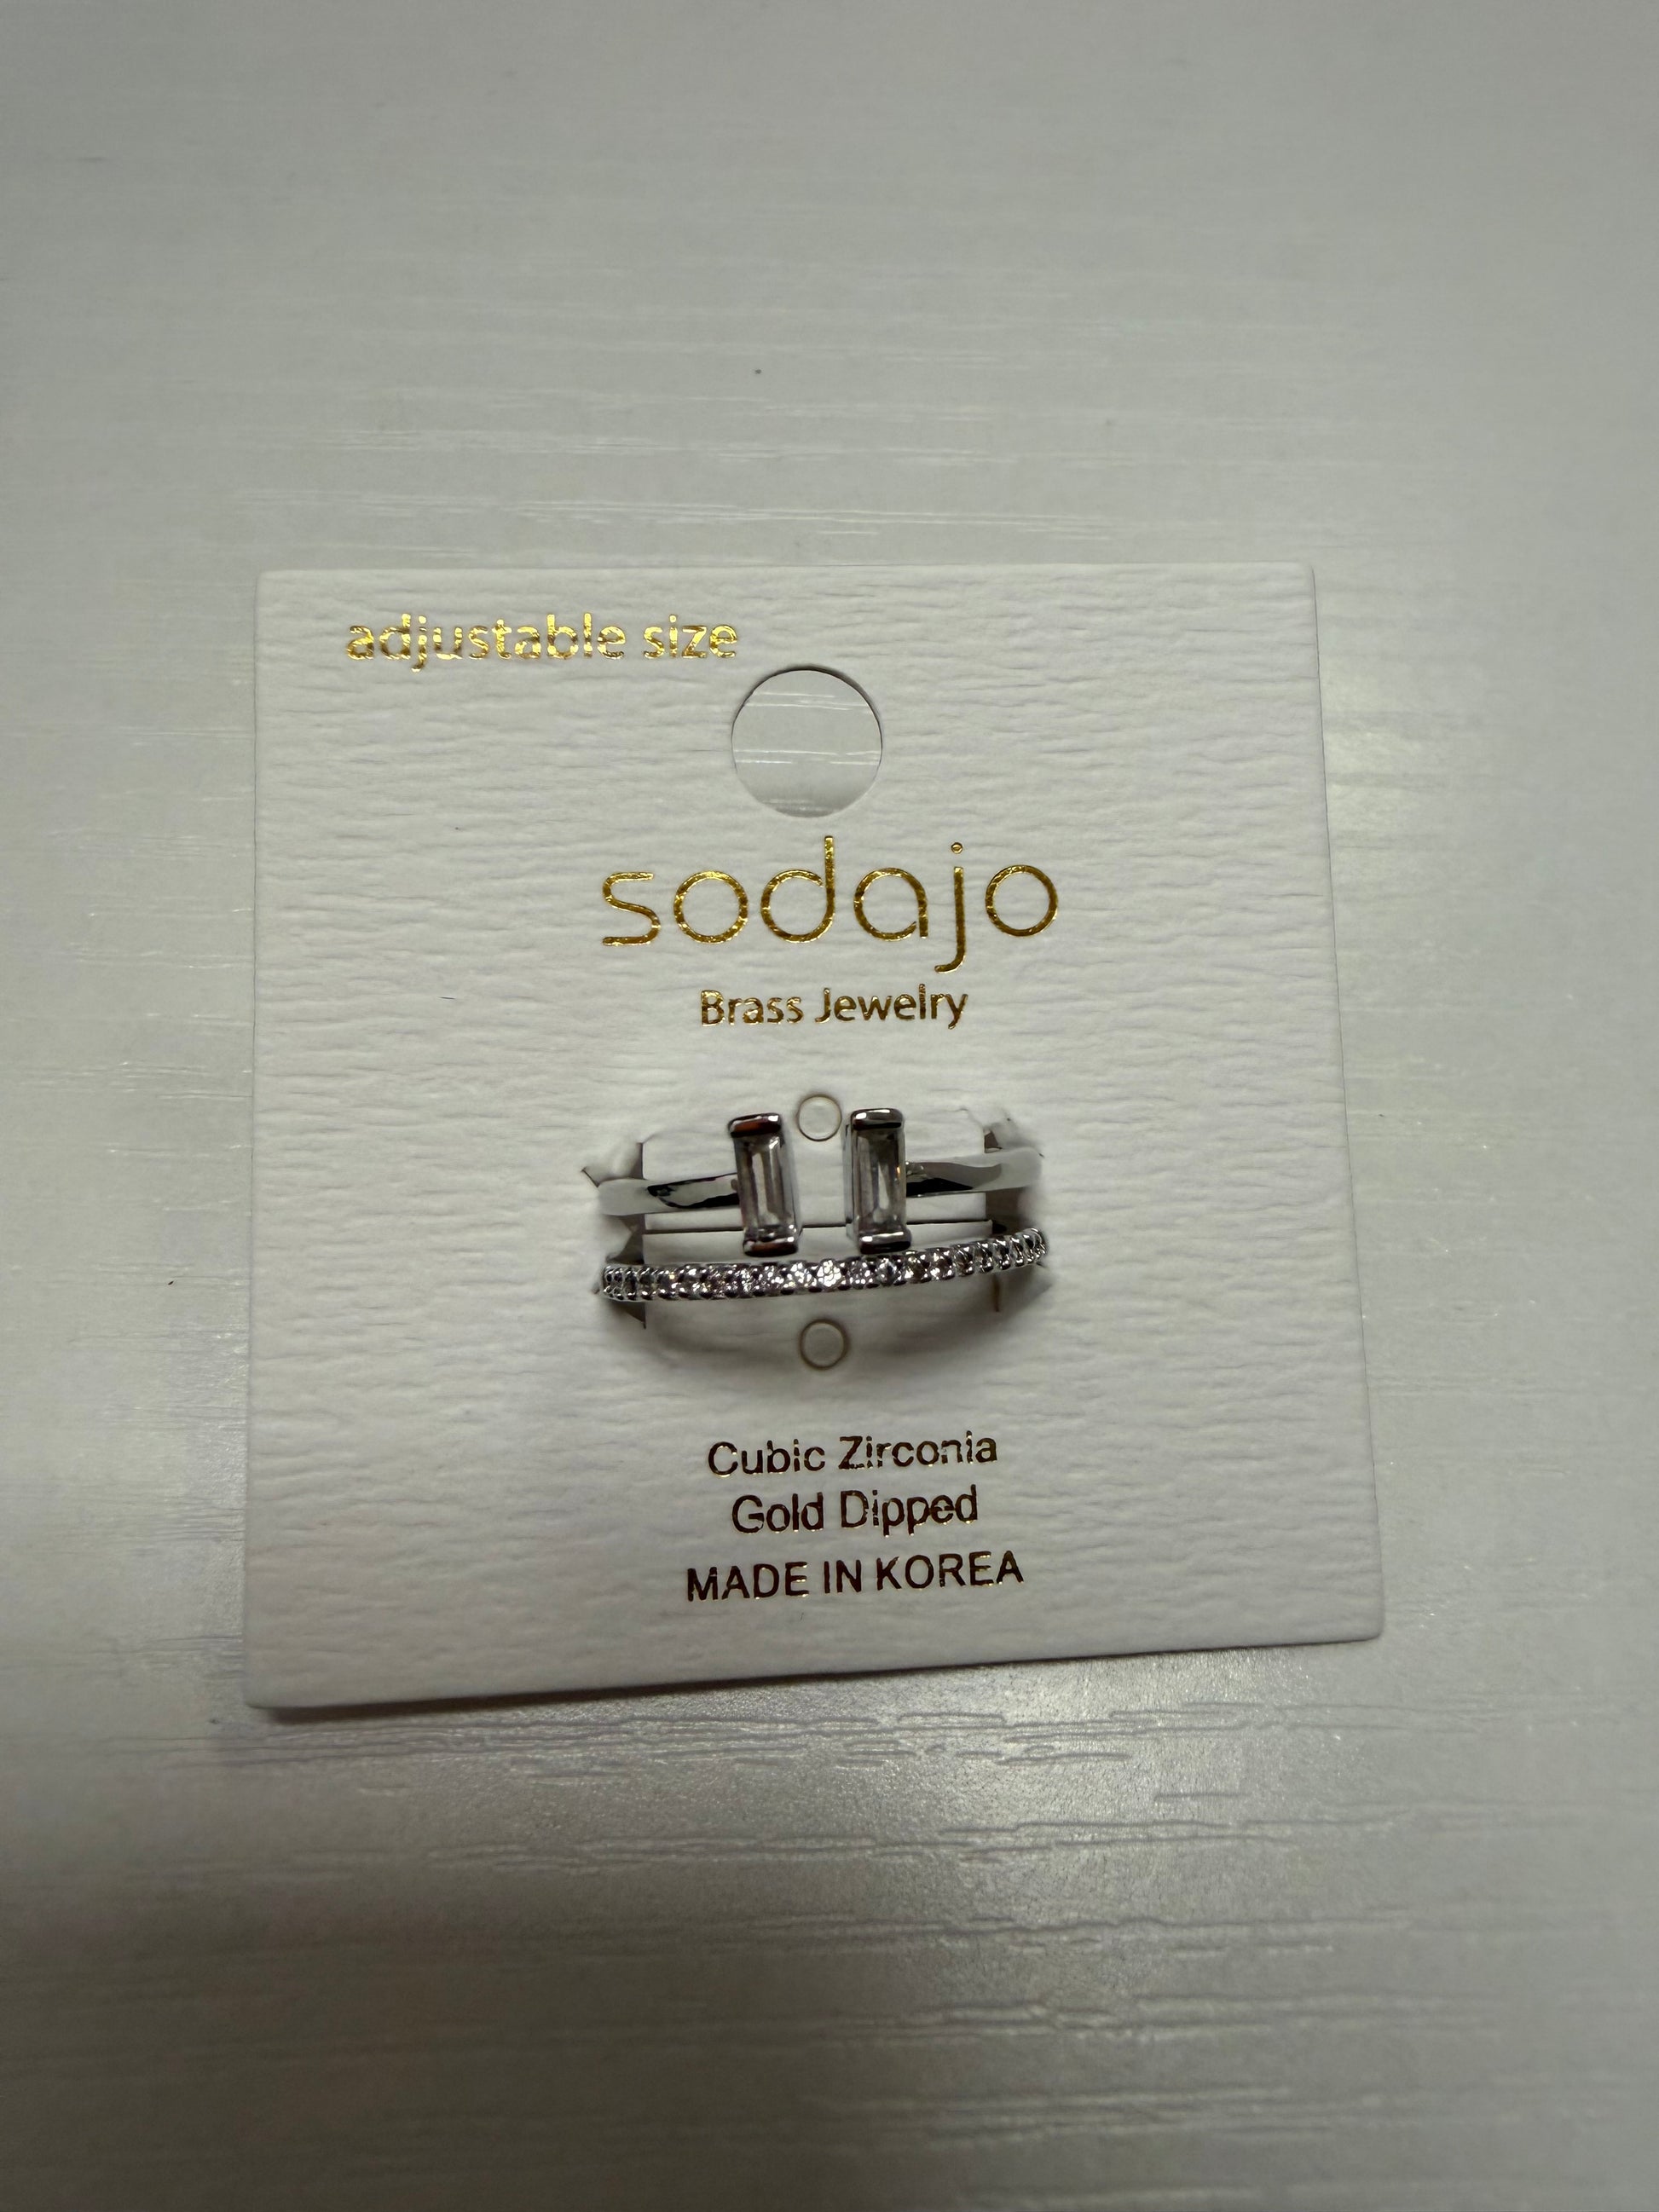 adjustable size
sodajo
Brass Jewelry
Cubic Zirconia
Gold Dipped
MADE IN KOREA